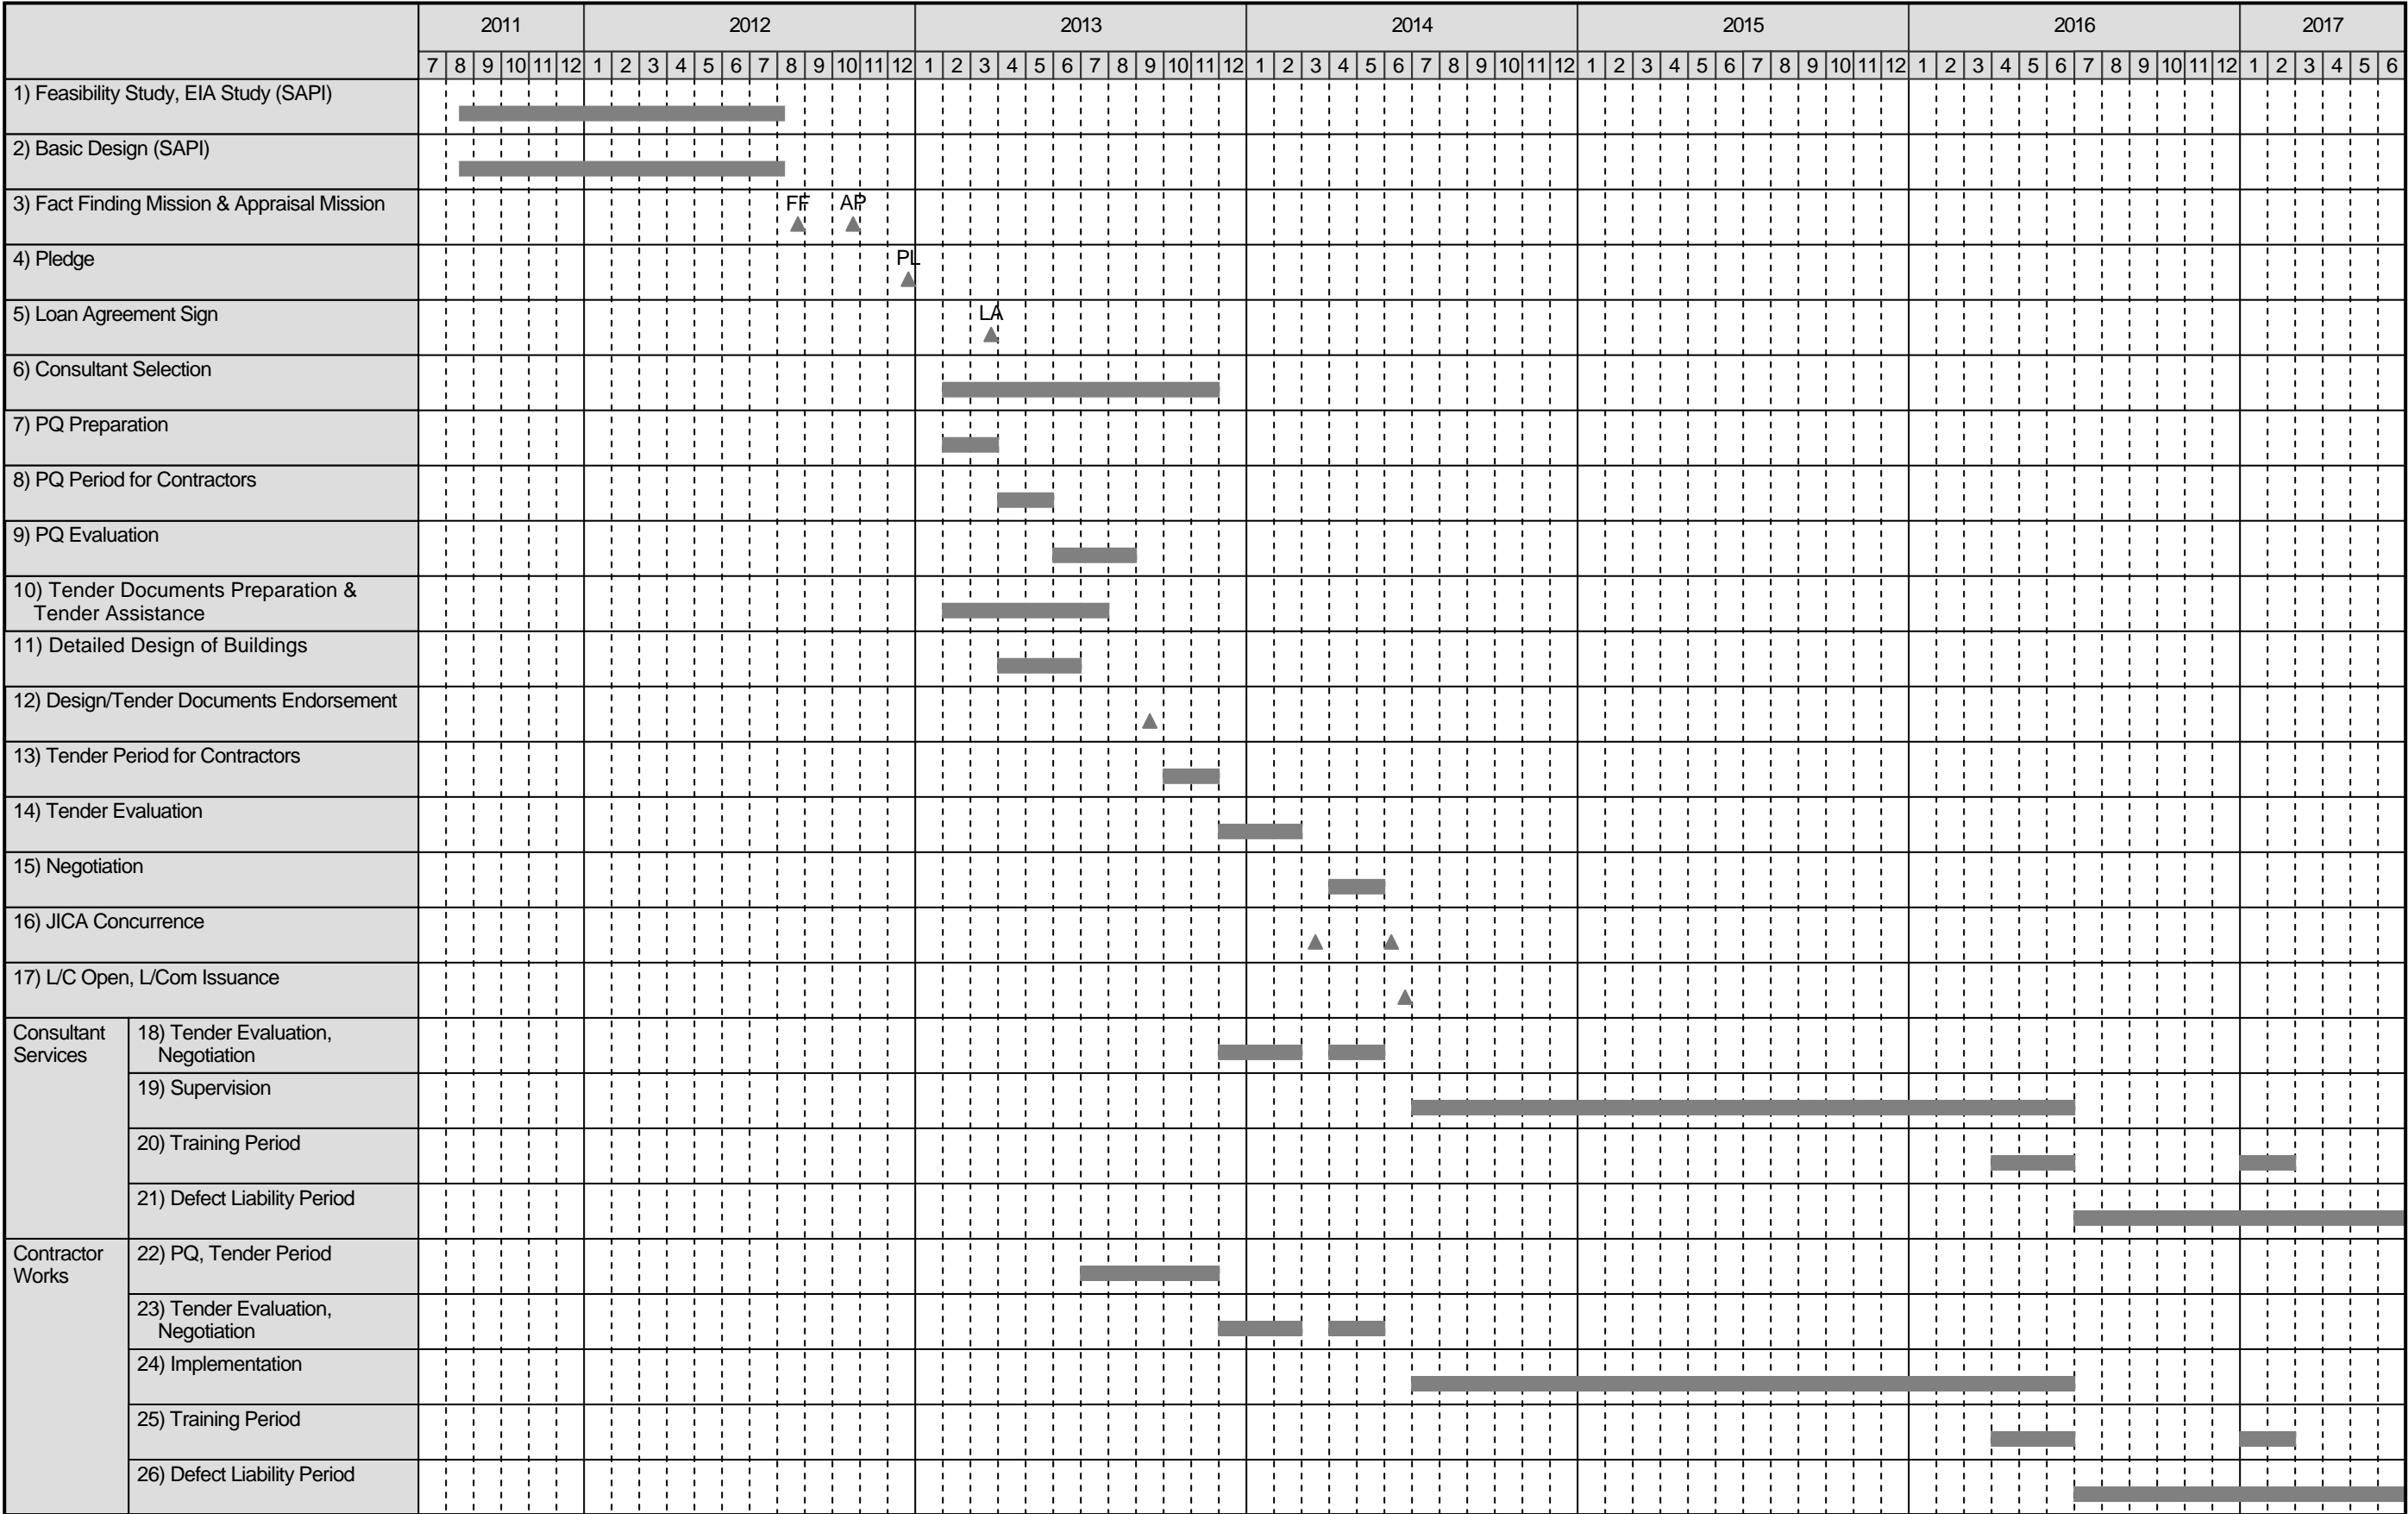 2011 2012 2013 2014 2015 2016 2017
7 8 9 10 11 12 1 2 3 4 5 6 7 8 9 10 11 12 1 2 3 4 5 6 7 8 9 10 11 12 1 2 3 4 5 6 7 8 9 10 11 12 1 2 3 4 5 6 7 8 9 10 11 12 1 2 3 4 5 6 7 8 9 10 11 12 1 2 3 4 5 6
1) Feasibility Study, EIA Study (SAPI)
2) Basic Design (SAPI)
3) Fact Finding Mission & Appraisal Mission FF AP
4) Pledge PL
5) Loan Agreement Sign LA
6) Consultant Selection
7) PQ Preparation
8) PQ Period for Contractors
9) PQ Evaluation
10) Tender Documents Preparation &
Tender Assistance
11) Detailed Design of Buildings
12) Design/Tender Documents Endorsement
13) Tender Period for Contractors
14) Tender Evaluation
15) Negotiation
16) JICA Concurrence
17) L/C Open, L/Com Issuance
Consultant
Services
18) Tender Evaluation,
Negotiation
19) Supervision
20) Training Period
21) Defect Liability Period
Contractor
Works
22) PQ, Tender Period
23) Tender Evaluation,
Negotiation
24) Implementation
25) Training Period
26) Defect Liability Period